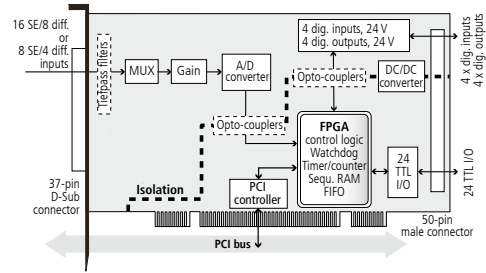 16 SE/8 diff.
or
8 SE/4 diff.
inputs
Tiefpass filters
MUX
Gain
A/D
converter
4 dig. inputs, 24 V
4 dig. outputs, 24 V
Opto-couplers
DC/DC
converter
4 x dig. inputs
4 x dig. outputs
Opto-couplers
FPGA
control logic
Watchdog
Timer/counter
Sequ. RAM
FIFO
24
TTL
I/O
24 TTL I/O
Isolation
PCI
controller
37-pin
D-Sub
connector
50-pin
male connector
PCI bus